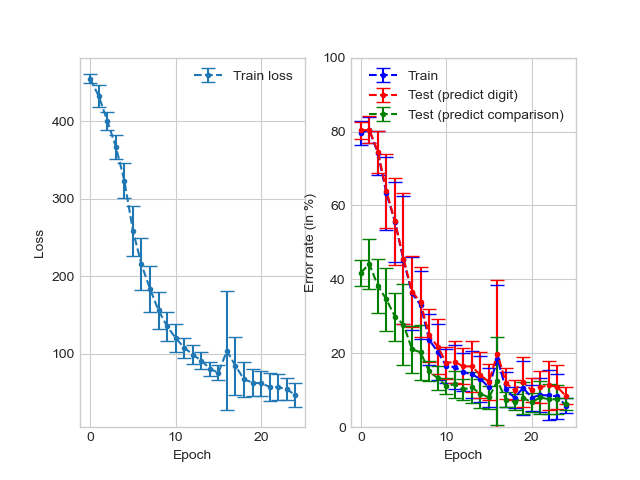 Train loss
400
300
200
100
0
10
20
Loss
Epoch
Train
Test (predict digit)
Test (predict comparison)
100
80
60
40
20
0
0
10
20
Error rate (in %)
Epoch